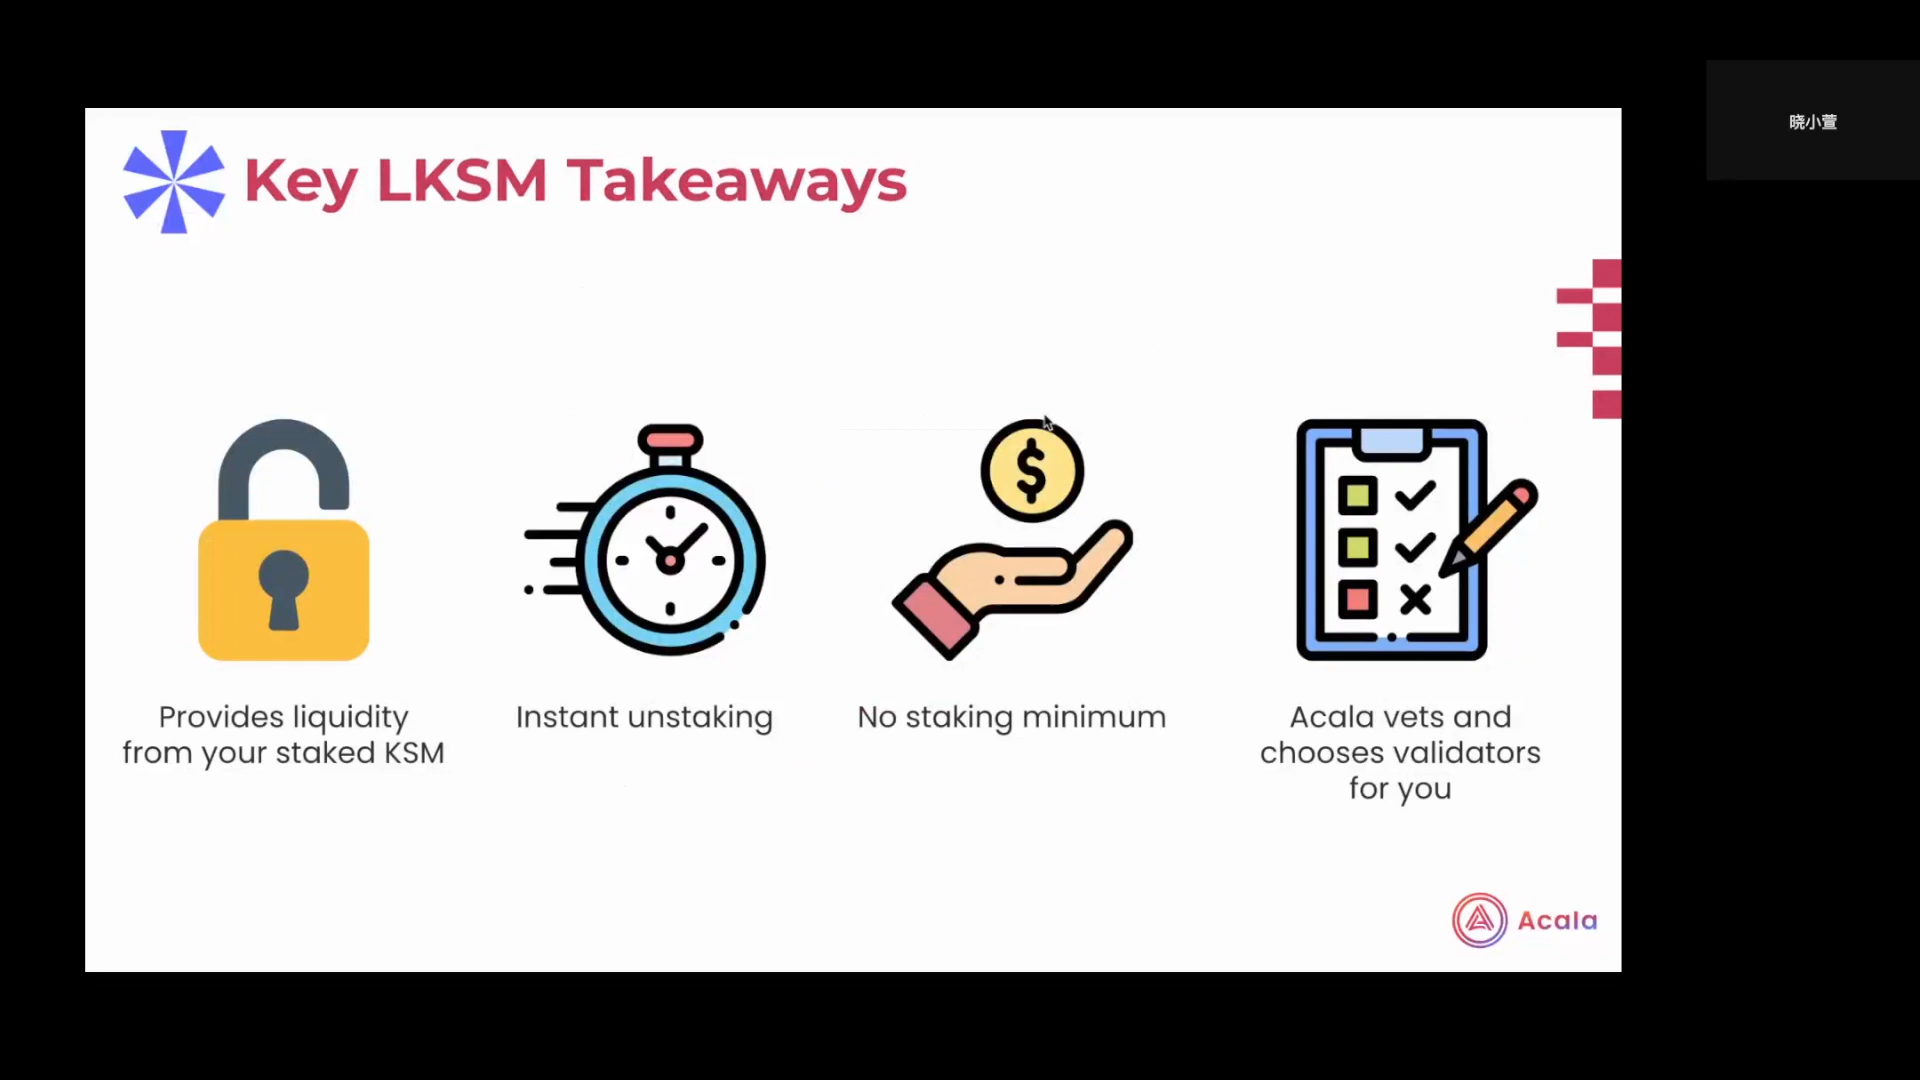 Key LKSM Takeaways
晓小萱
$
Provides liquidity
from your staked KSM
Instant unstaking
No staking minimum
Acala vets and
chooses validators
for you
Acala